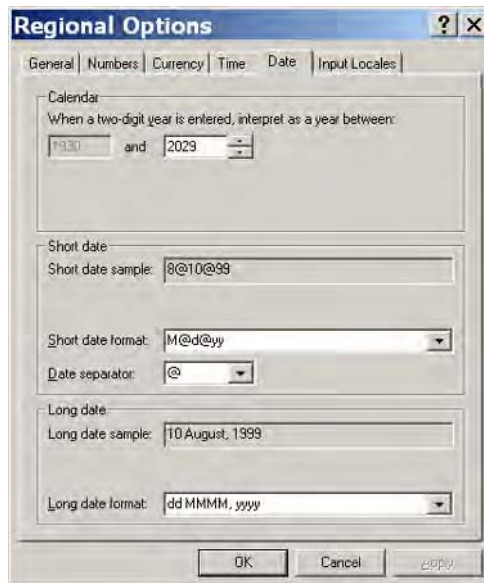 Regional Options
General Numbers Currency Time Date Input Locales
Calendar
When a two-digit year is entered, interpret as a year between:
1930 and 2029
Short date
Short date sample: 8@10@99
Short date format: M@d@yy
Date separator: @
Long date
Long date sample: 10 August, 1999
Long date format: dd MMMM, yyyy
OK Cancel Apply